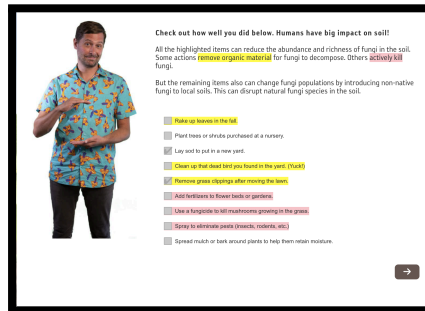 Check out how well you did below. Humans have big impact on soil!
All the highlighted items can reduce the abundance and richness of fungi in the soil.
Some actions remove organic material for fungi to decompose. Others actively kill
fungi.
But the remaining items also can change fungi populations by introducing non-native
fungi to local soils. This can disrupt natural fungi species in the soil.
Rake up leaves in the fall.
Plant trees or shrubs purchased at a nursery.
Lay sod to put in a new yard.
Clean up that dead bird you found in the yard. (Yuck!)
Remove grass clippings after moving the lawn.
Add fertilizers to flower beds or gardens.
Use a fungicide to kill mushrooms growing in the grass.
Spray to eliminate pests (insects, rodents, etc.)
Spread mulch or bark around plants to help them retain moisture.